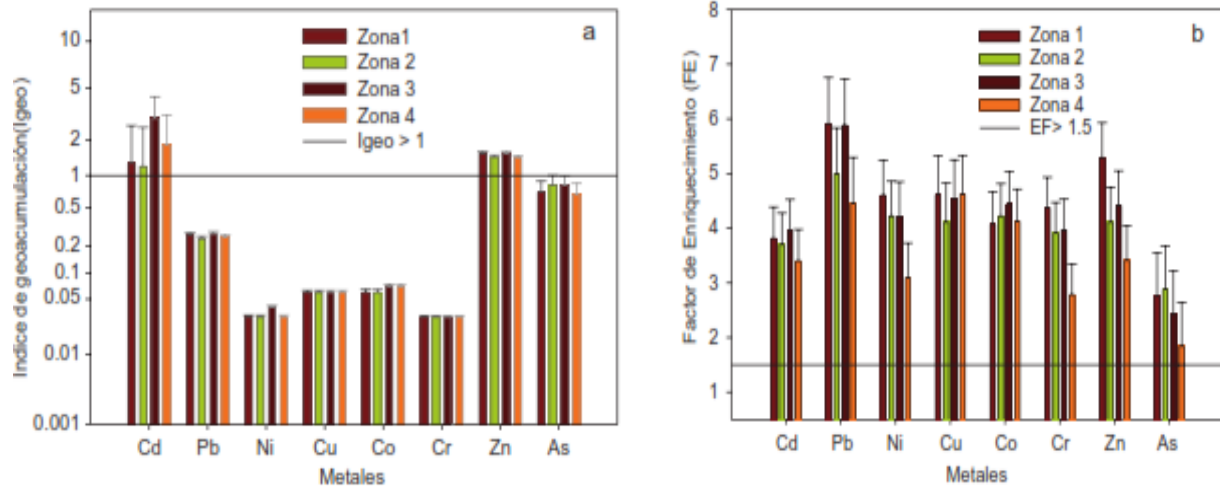 a
Zona1
Zona 2
Zona 3
Zona 4
Igeo > 1
Indice de geoacumulación(Igeo)
10
5
2
1
0.5
0.2
0.1
0.05
0.01
0.001
Cd Pb Ni Cu Co Cr Zn As
Metales
b
Zona 1
Zona 2
Zona 3
Zona 4
EF> 1.5
Factor de Enriquecimiento (FE)
8
7
6
5
4
3
2
1
Cd Pb Ni Cu Co Cr Zn As
Metales